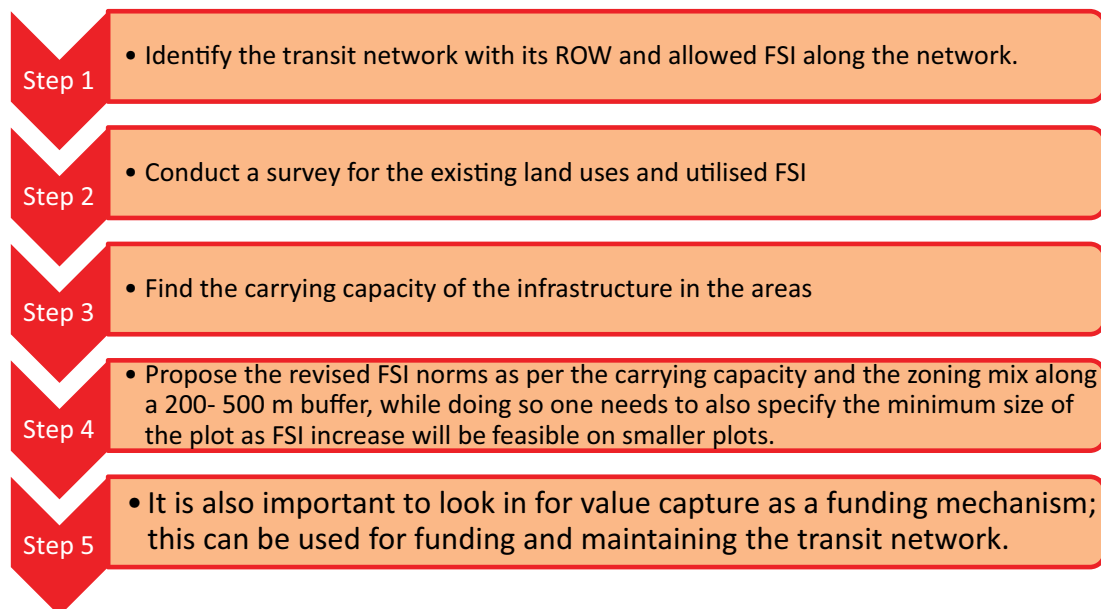 Step 1
• Identify the transit network with its ROW and allowed FSI along the network.
Step 2
• Conduct a survey for the existing land uses and utilised FSI
Step 3
• Find the carrying capacity of the infrastructure in the areas
Step 4
• Propose the revised FSI norms as per the carrying capacity and the zoning mix along
a 200- 500 m buffer, while doing so one needs to also specify the minimum size of
the plot as FSI increase will be feasible on smaller plots.
Step 5
• It is also important to look in for value capture as a funding mechanism;
this can be used for funding and maintaining the transit network.